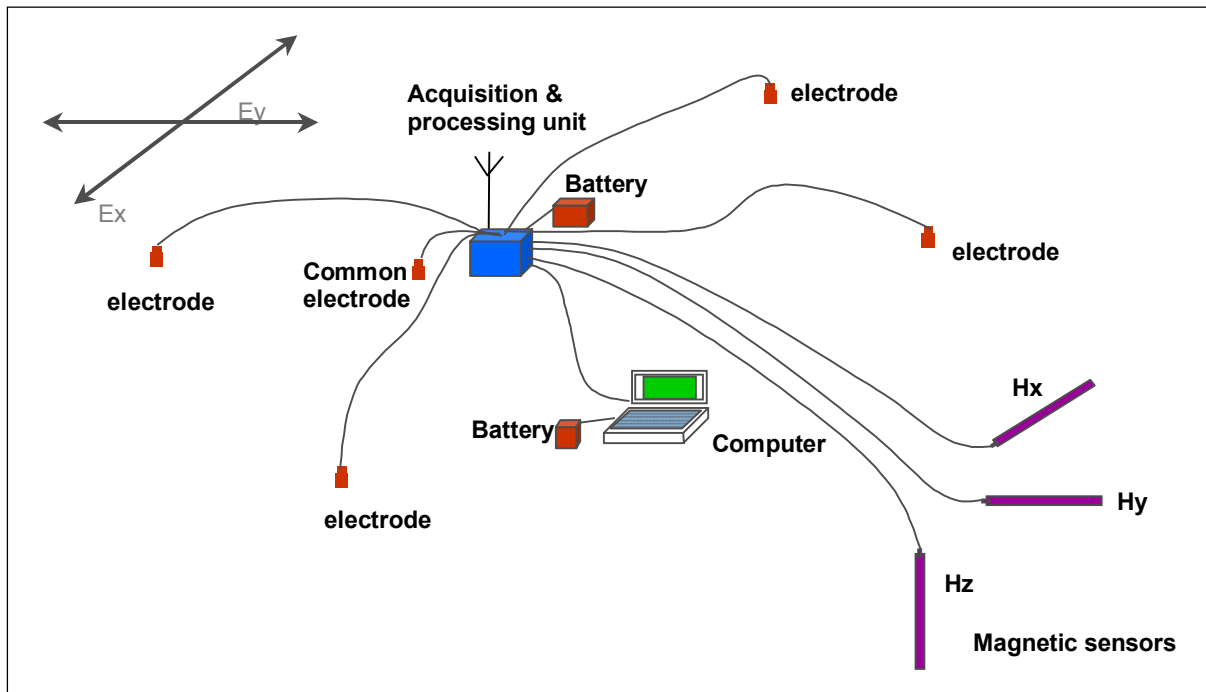 Acquisition &
processing unit
electrode
Ey
Battery
Ex
electrode
Common
electrode
electrode
Hx
Battery
Computer
Hy
electrode
Hz
Magnetic sensors